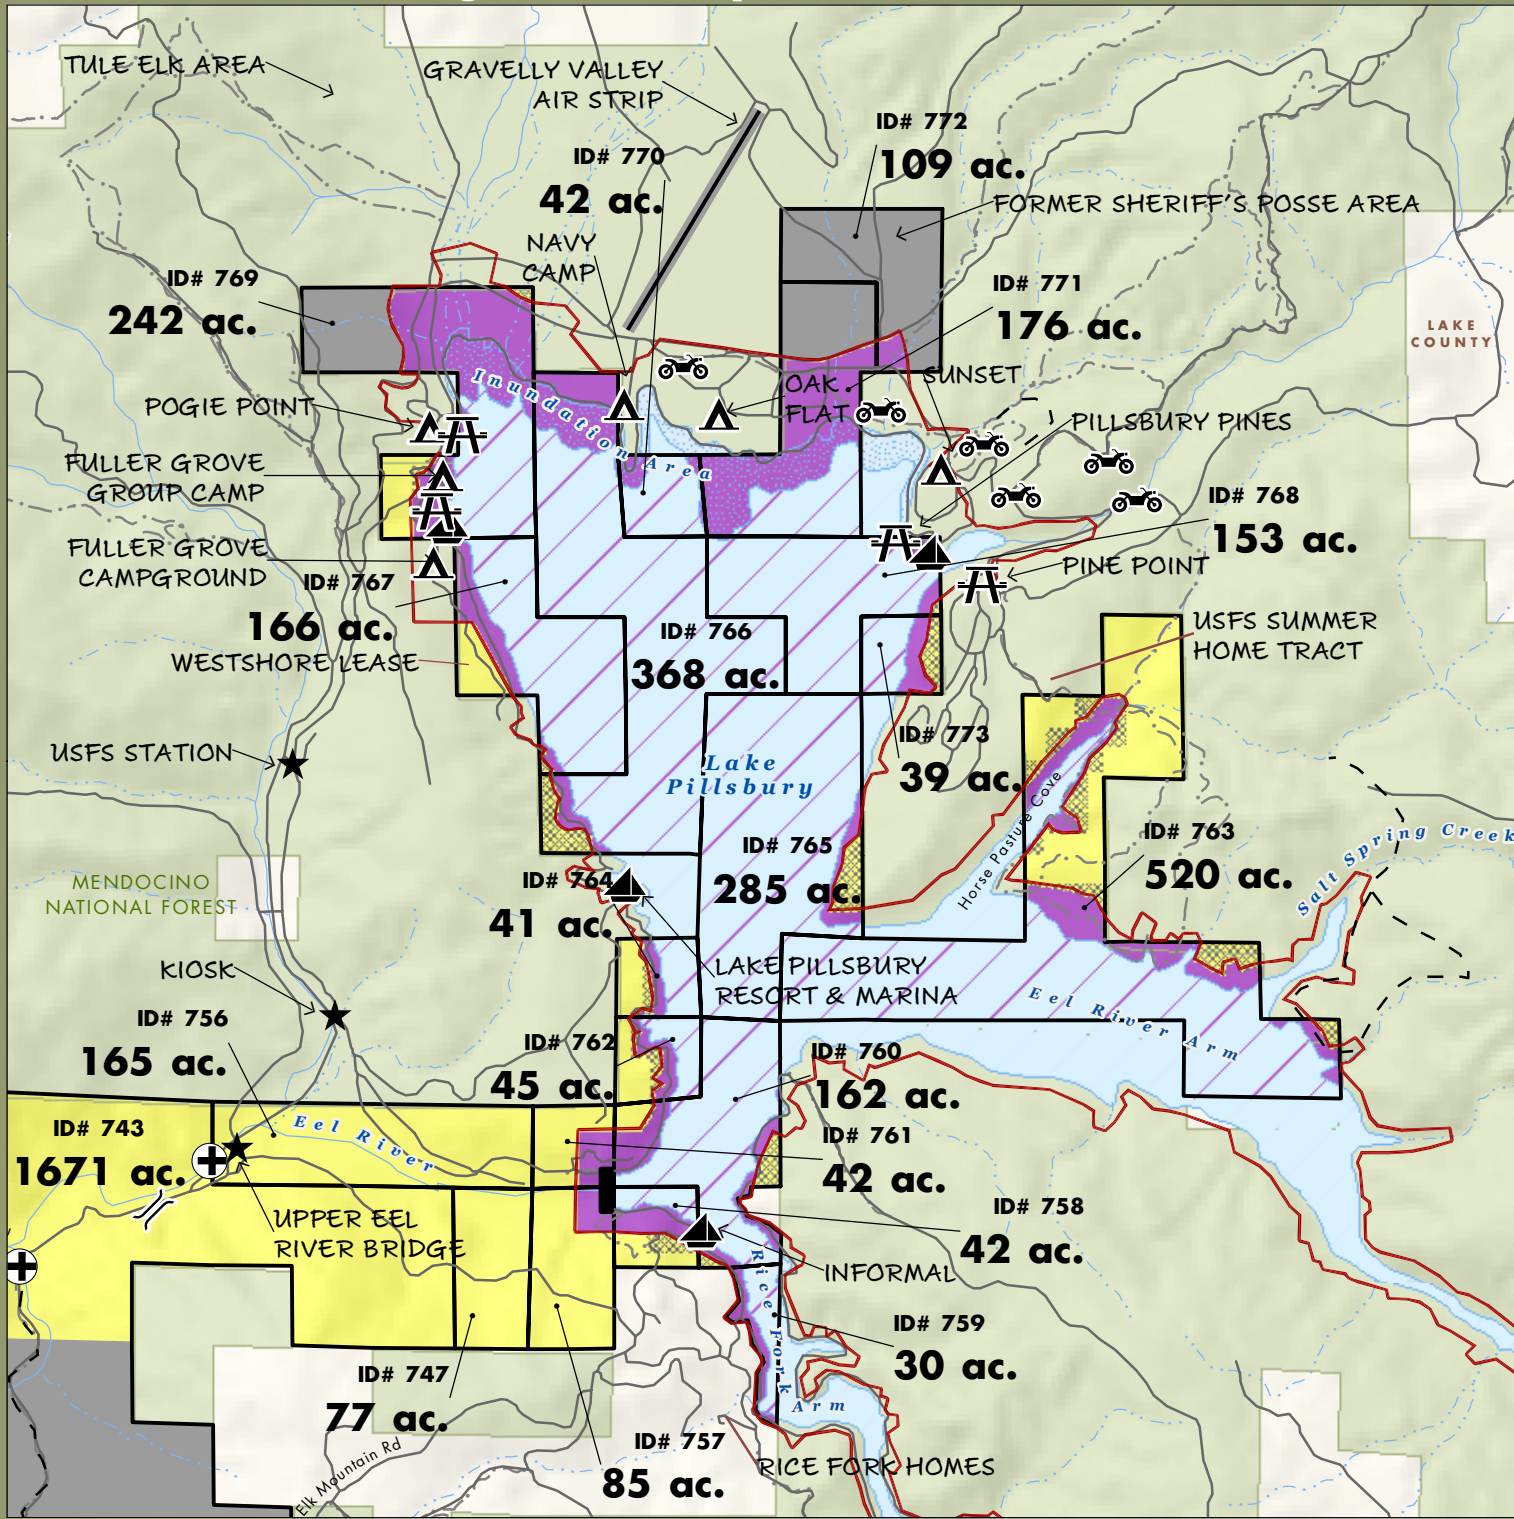 TULE ELK AREA
GRAVELLY VALLEY
AIR STRIP
ID# 772
109 ac.
ID# 770
42 ac.
FORMER SHERIFF'S POSSE AREA
NAVY
CAMP
ID# 769
242 ac.
ID# 771
176 ac.
LAKE
COUNTY
Inundation Area
OAK
FLAT
SUNSET
POGIE POINT
PILLSBURY PINES
FULLER GROVE
GROUP CAMP
ID# 768
153 ac.
FULLER GROVE
CAMPGROUND
PINE POINT
ID# 767
166 ac.
WESTSHORE LEASE
ID# 766
368 ac.
USFS SUMMER
HOME TRACT
USFS STATION
Lake
Pillsbury
ID# 773
39 ac.
Horse Pasture Cove
ID# 765
285 ac.
ID# 763
520 ac.
Salt Spring Creek
MENDOCINO
NATIONAL FOREST
ID# 764
41 ac.
LAKE PILLSBURY
RESORT & MARINA
KIOSK
Eel River Arm
ID# 756
165 ac.
ID# 762
45 ac.
ID# 760
162 ac.
ID# 743
1671 ac.
Eel River
ID# 761
42 ac.
UPPER EEL
RIVER BRIDGE
ID# 758
42 ac.
INFORMAL
Rice Fork Arm
ID# 759
30 ac.
ID# 747
77 ac.
ID# 757
85 ac.
Elk Mountain Rd
RICE FORK HOMES